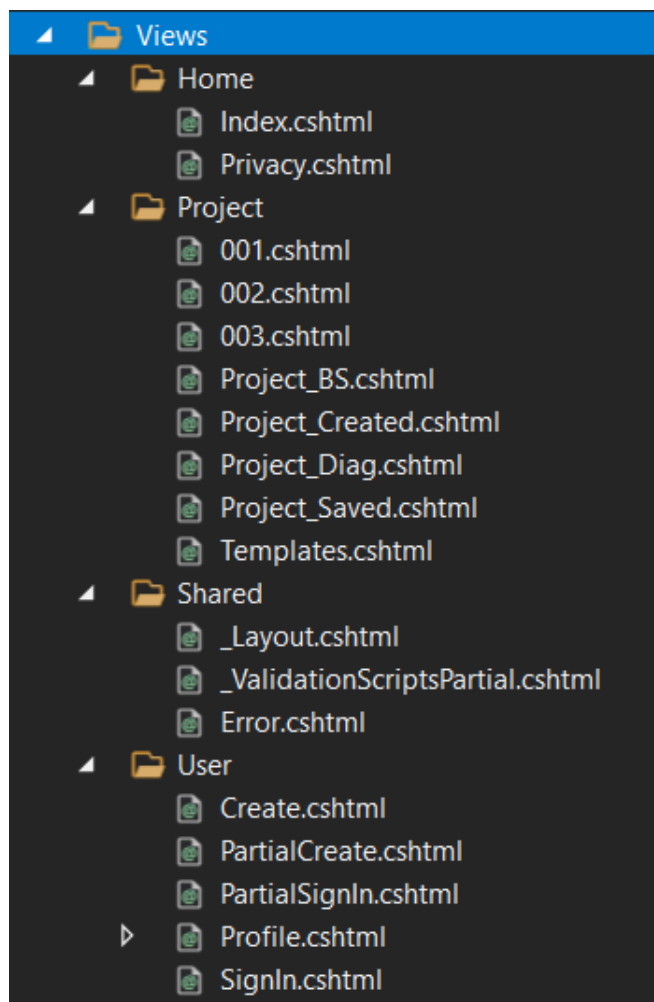 Views
Home
Index.cshtml
Privacy.cshtml
Project
001.cshtml
002.cshtml
003.cshtml
Project_BS.cshtml
Project_Created.cshtml
Project_Diag.cshtml
Project_Saved.cshtml
Templates.cshtml
Shared
_Layout.cshtml
_ValidationScriptsPartial.cshtml
Error.cshtml
User
Create.cshtml
PartialCreate.cshtml
PartialSignIn.cshtml
Profile.cshtml
SignIn.cshtml